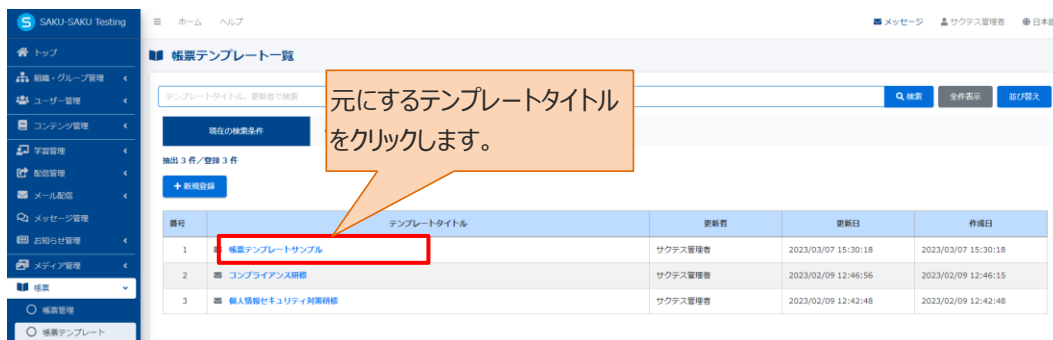 SAKU-SAKU Testing
ホーム ヘルプ
メッセージ サクテス管理者 日本
トップ
組織・グループ管理
ユーザー管理
コンテンツ管理
学習管理
配信管理
メール配信
メッセージ管理
お知らせ管理
メディア管理
帳票
帳票管理
帳票テンプレート
帳票テンプレート一覧
テンプレートタイトル、更新者で検索
検索 全件表示 並び替え
現在の検索条件
抽出 3 件／登録 3 件
+ 新規登録
元にするテンプレートタイトル
をクリックします。
番号 テンプレートタイトル 更新者 更新日 作成日
1 帳票テンプレートサンプル サクテス管理者 2023/03/07 15:30:18 2023/03/07 15:30:18
2 コンプライアンス研修 サクテス管理者 2023/02/09 12:46:56 2023/02/09 12:46:15
3 個人情報セキュリティ対策研修 サクテス管理者 2023/02/09 12:42:48 2023/02/09 12:42:48